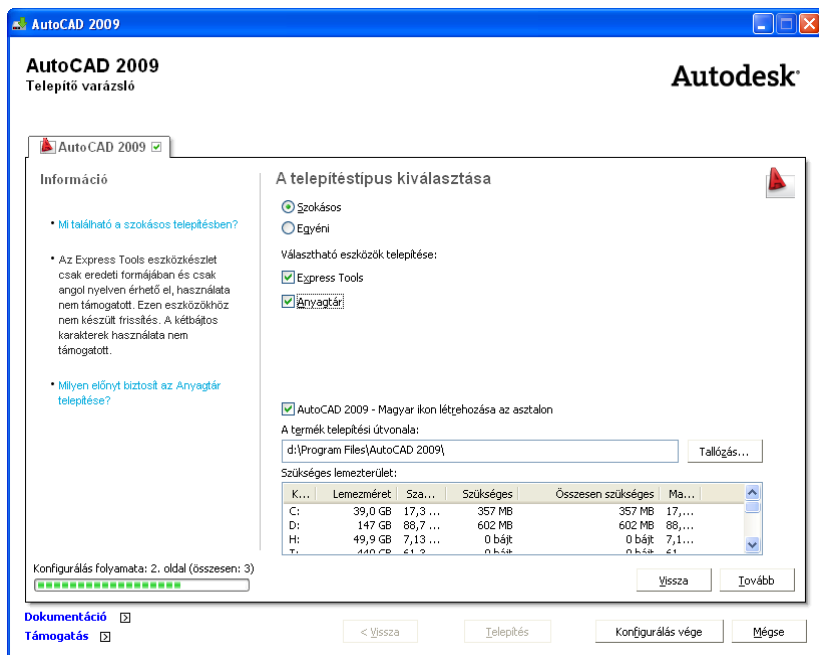 AutoCAD 2009
AutoCAD 2009
Telepítő varázsló
Autodesk
AutoCAD 2009
Információ
• Mi található a szokásos telepítésben?
• Az Express Tools eszközkészlet
csak eredeti formájában és csak
angol nyelven érhető el, használata
nem támogatott. Ezen eszközökhöz
nem készült frissítés. A kétbájtos
karakterek használata nem
támogatott.
• Milyen előnyt biztosít az Anyagtár
telepítése?
A telepítéstípus kiválasztása
Szokásos
Egyéni
Választható eszközök telepítése:
Express Tools
Anyagtár
AutoCAD 2009 - Magyar ikon létrehozása az asztalon
A termék telepítési útvonala:
d:\Program Files\AutoCAD 2009\ Tallózás...
Szükséges lemezterület:
K... Lemezméret Sza... Szükséges Összesen szükséges Ma...
C: 39,0 GB 17,3 ... 357 MB 357 MB 17,...
D: 147 GB 88,7 ... 602 MB 602 MB 88,...
H: 49,9 GB 7,13 ... 0 bájt 0 bájt 7,1...
Konfigurálás folyamata: 2. oldal (összesen: 3)
Vissza Tovább
Dokumentáció
Támogatás
< Vissza Telepítés Konfigurálás vége Mégse